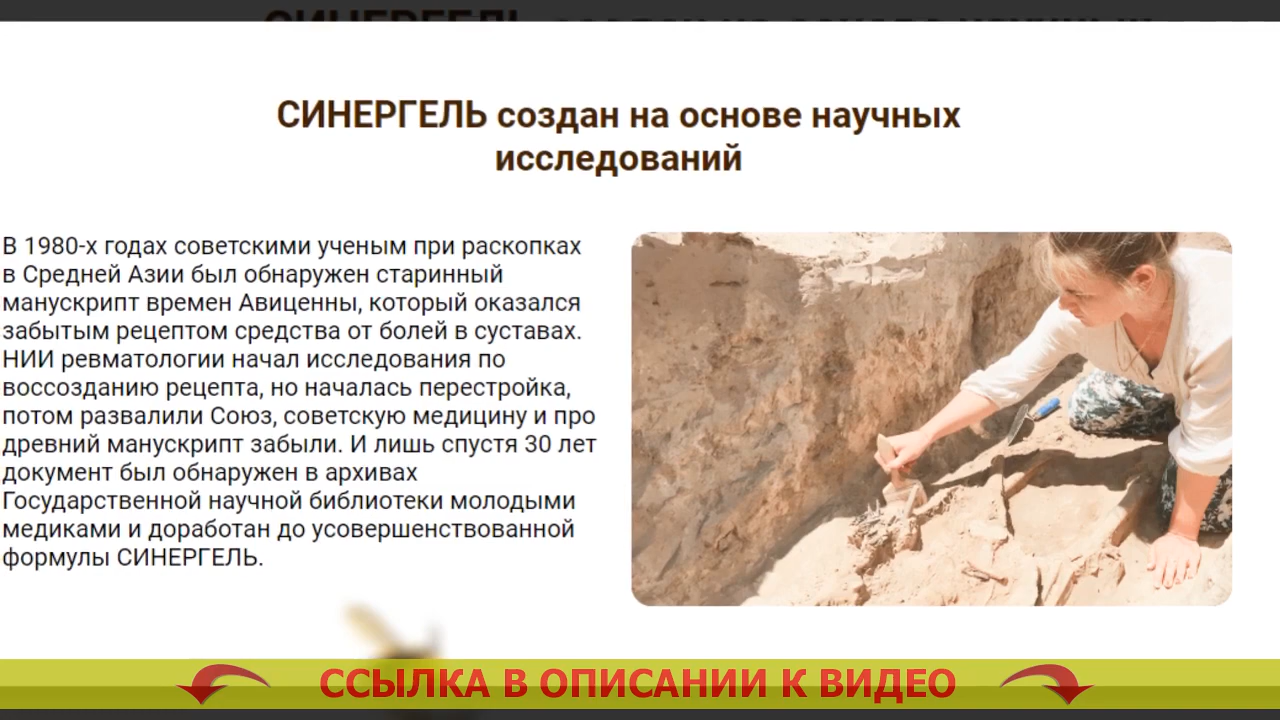 СИНЕРГЕЛЬ создан на основе научных
исследований
В 1980-х годах советскими ученым при раскопках
в Средней Азии был обнаружен старинный
манускрипт времен Авиценны, который оказался
забытым рецептом средства от болей в суставах.
НИИ ревматологии начал исследования по
воссозданию рецепта, но началась перестройка,
потом развалили Союз, советскую медицину и про
древний манускрипт забыли. И лишь спустя 30 лет
документ был обнаружен в архивах
Государственной научной библиотеки молодыми
медиками и доработан до усовершенствованной
формулы СИНЕРГЕЛЬ.
ССЫЛКА В ОПИСАНИИ К ВИДЕО